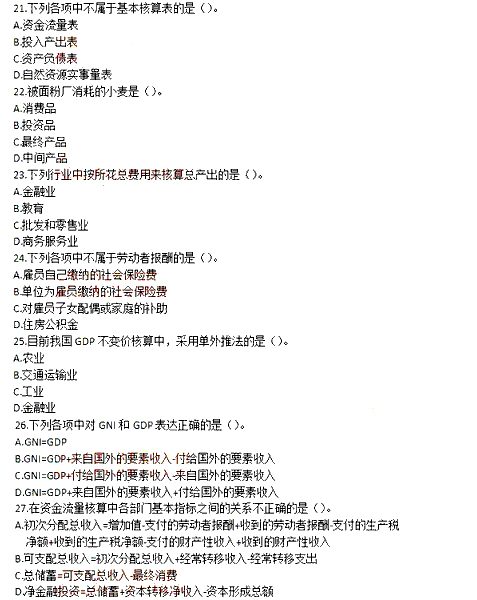 21.下列各项中不属于基本核算表的是（）。
A.资金流量表
B.投入产出表
C.资产负债表
D.自然资源实事量表
22.被面粉厂消耗的小麦是（）。
A.消费品
B.投资品
C.最终产品
D.中间产品
23.下列行业中按所花总费用来核算总产出的是（）。
A.金融业
B.教育
C.批发和零售业
D.商务服务业
24.下列各项中不属于劳动者报酬的是（）。
A.雇员自己缴纳的社会保险费
B.单位为雇员缴纳的社会保险费
C.对雇员子女配偶或家庭的补助
D.住房公积金
25.目前我国 GDP 不变价核算中，采用单外推法的是（）。
A.农业
B.交通运输业
C.工业
D.金融业
26.下列各项中对 GNI 和 GDP 表达正确的是（）。
A.GNI=GDP
B.GNI=GDP+来自国外的要素收入-付给国外的要素收入
C.GNI=GDP+付给国外的要素收入-来自国外的要素收入
D.GNI=GDP+来自国外的要素收入+付给国外的要素收入
27.在资金流量核算中各部门基本指标之间的关系不正确的是（）。
A.初次分配总收入=增加值-支付的劳动者报酬+收到的劳动者报酬-支付的生产税
净额+收到的生产税净额-支付的财产性收入+收到的财产性收入
B.可支配总收入=初次分配总收入+经常转移收入-经常转移支出
C.总储蓄=可支配总收入-最终消费
D.净金融投资=总储蓄+资本转移净收入-资本形成总额